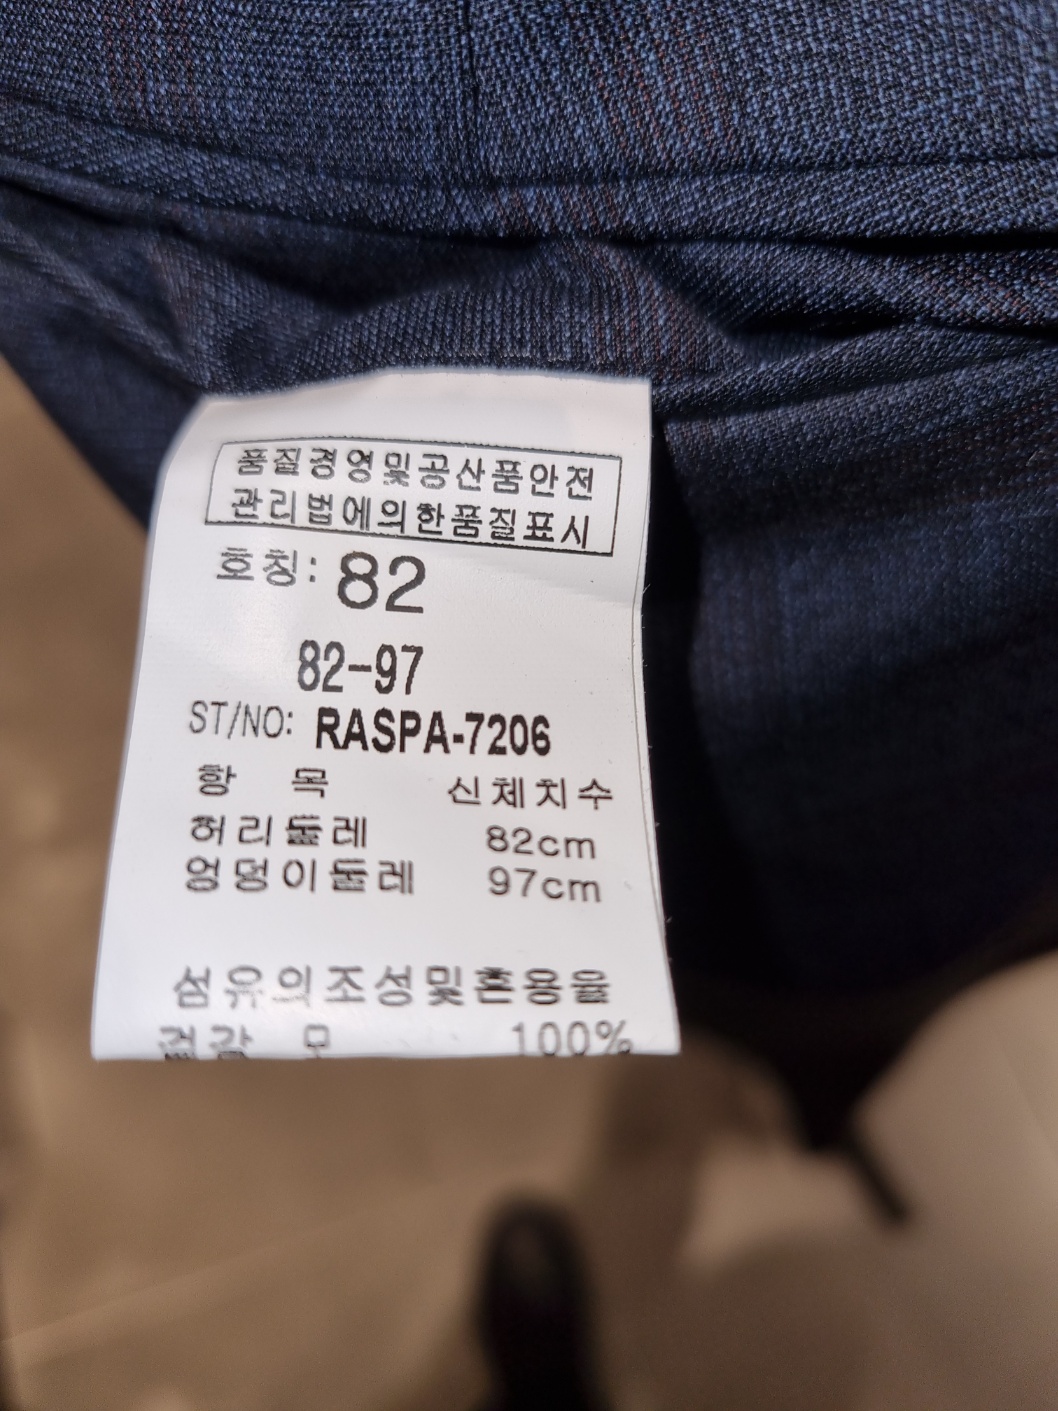 품질경영및공산품안전
관리법에의한품질표시
호칭: 82
82-97
ST/NO: RASPA-7206
항 목 신체치수
허리둘레 82cm
엉덩이둘레 97cm
섬유의조성및혼용율
겉감 모 100%